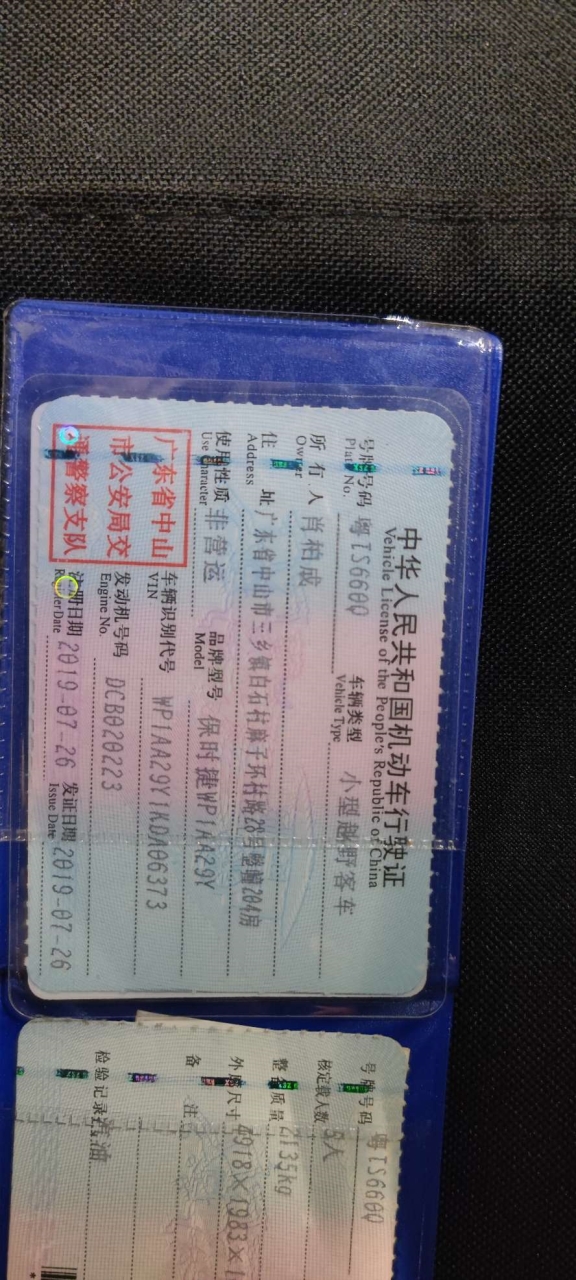 中华人民共和国机动车行驶证
Vehicle License of the People's Republic of China
号牌号码 粤TS660Q 车辆类型 小型越野客车
Plate No. Vehicle Type
所有人 肖柏成
Owner
住址 广东省中山市三乡镇白石村麻子环村路28号 204房
Address
使用性质 非营运 品牌型号 保时捷WP1AA29Y
Use Character Model
车辆识别代号 WP1AA29Y1KDA06373
VIN
发动机号码 DCB020223
Engine No.
注册日期 2019-07-26 发证日期 2019-07-26
Register Date Issue Date
广东省中山
市公安局交
通警察支队
号牌号码 粤TS660Q
核定载人数 5人
整备质量 2135kg
外廓尺寸 4918×1983×1
备注
检验记录 汽油
*